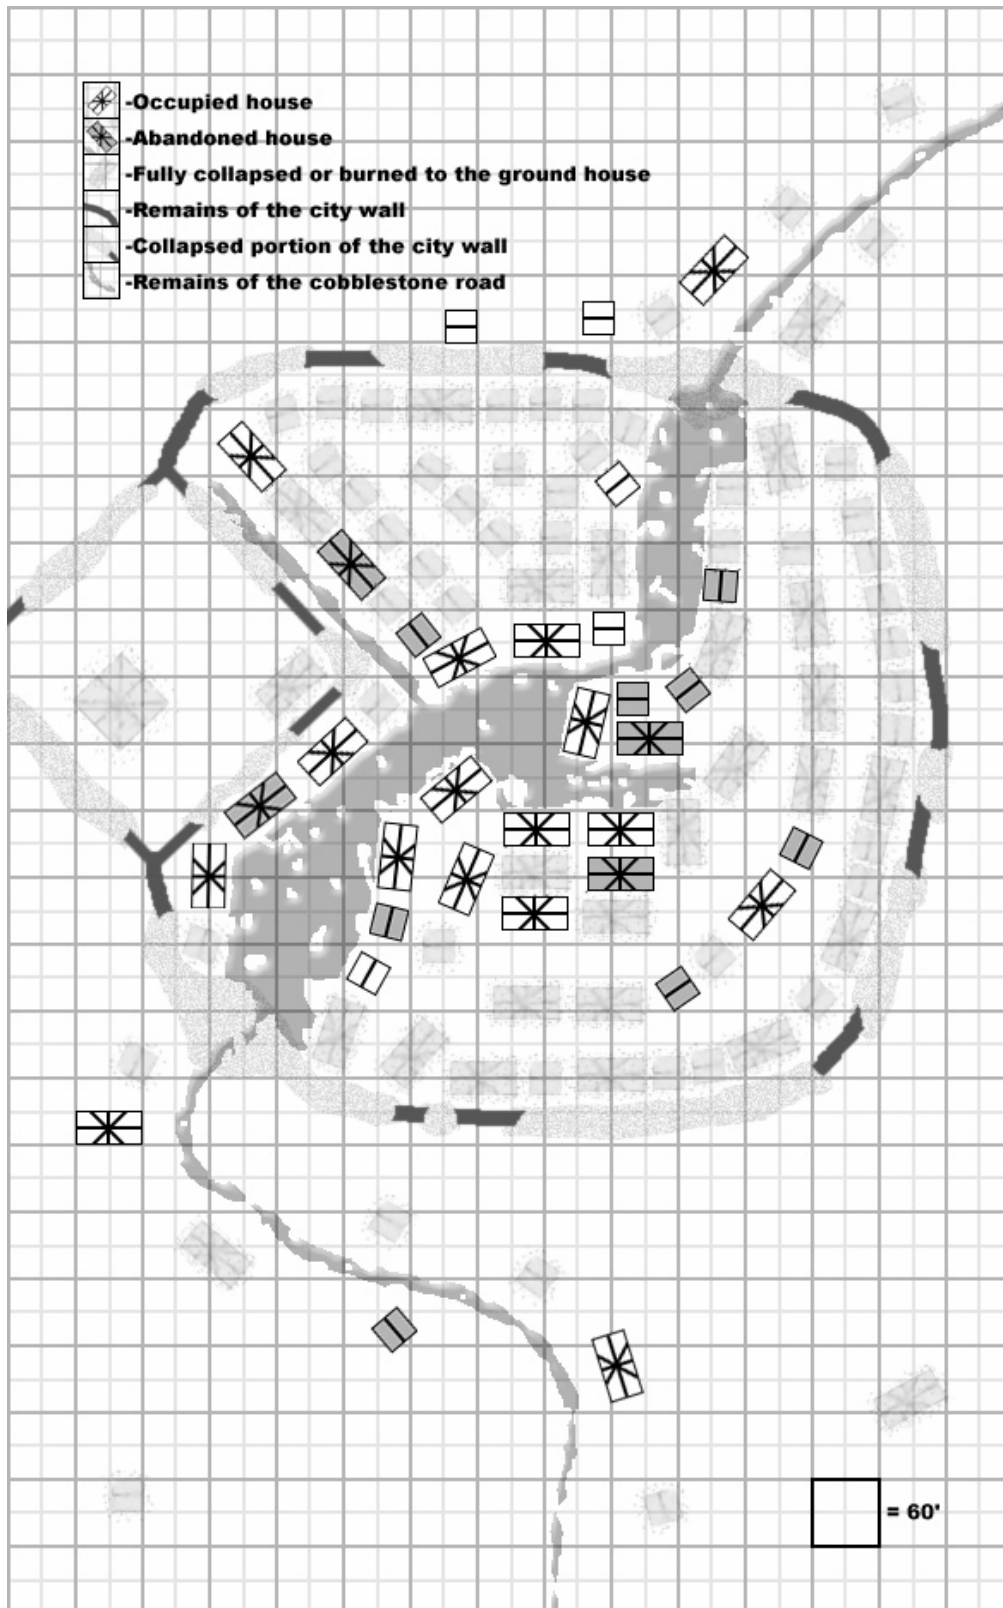 -Occupied house
-Abandoned house
-Fully collapsed or burned to the ground house
-Remains of the city wall
-Collapsed portion of the city wall
-Remains of the cobblestone road
= 60'